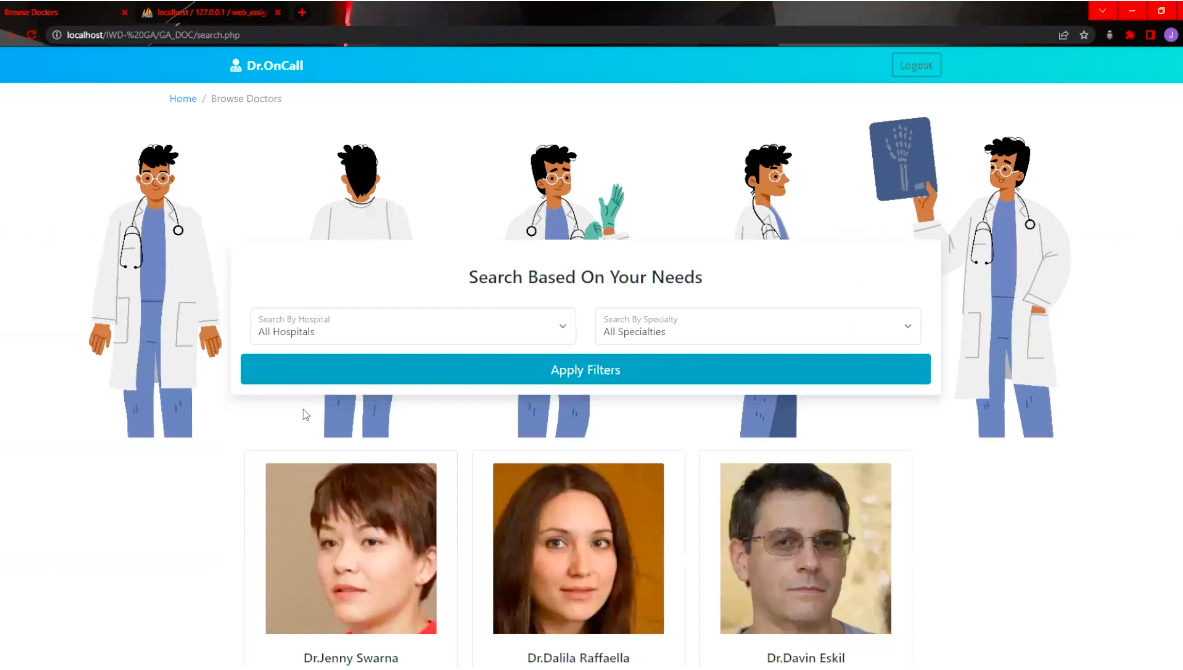 Browse Doctors
localhost / 127.0.0.1 / web_assig
localhost/IWD-%20GA/GA_DOC/search.php
J
Dr.OnCall
Logout
Home / Browse Doctors
Search Based On Your Needs
Search By Hospital
All Hospitals
Search By Specialty
All Specialties
Apply Filters
Dr.Jenny Swarna
Dr.Dalila Raffaella
Dr.Davin Eskil